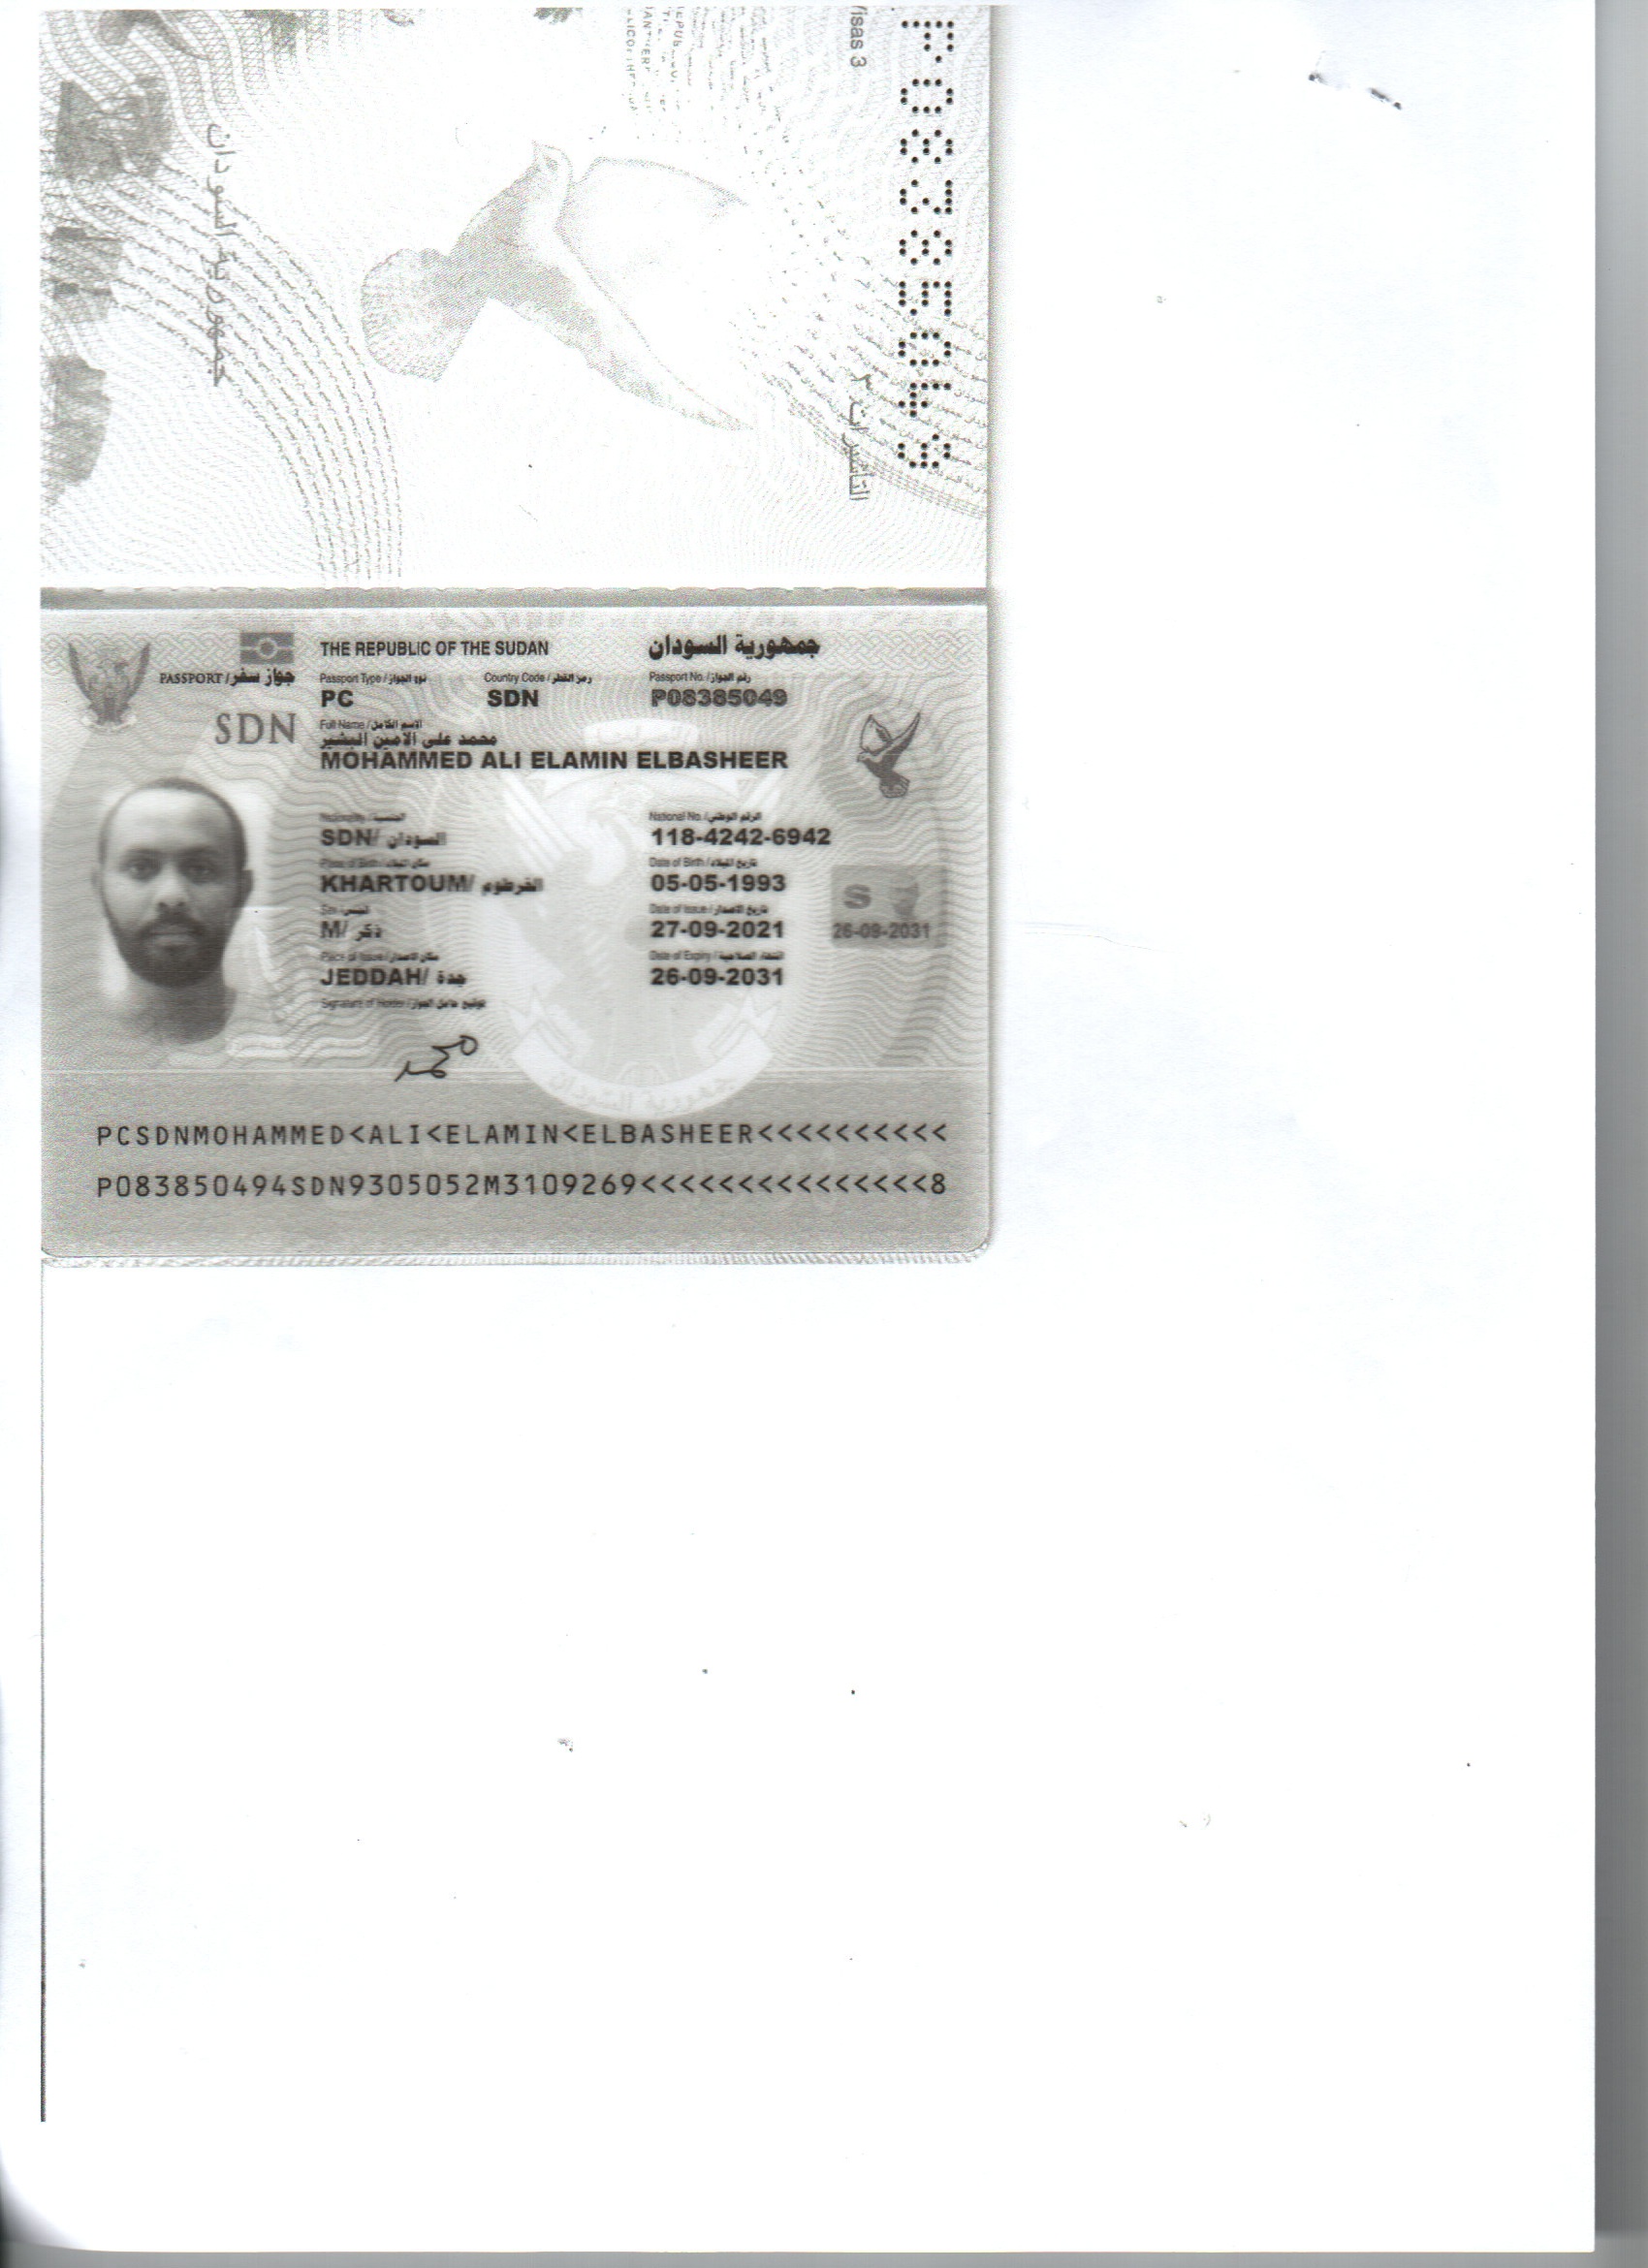 Visas 3
P08385049
جمهورية السودان
التأشيرات
THE REPUBLIC OF THE SUDAN جمهورية السودان
PASSPORT / جواز سفر
Passport Type / نوع الجواز Country Code / رمز القطر Passport No. / رقم الجواز
PC SDN P08385049
SDN
Full Name / الاسم الكامل
محمد على الامين البشير
MOHAMMED ALI ELAMIN ELBASHEER
Nationality / الجنسية National No. / الرقم الوطني
SDN/ السودان 118-4242-6942
Place of Birth / مكان الميلاد Date of Birth / تاريخ الميلاد
KHARTOUM/ الخرطوم 05-05-1993
S
Sex / الجنس Date of Issue / تاريخ الاصدار
M/ ذكر 27-09-2021 26-09-2031
Place of Issue / مكان الاصدار Date of Expiry / انتهاء الصلاحية
JEDDAH/ جدة 26-09-2031
Signature of Holder / توقيع حامل الجواز
محمد
جمهورية السودان
PCSDNMOHAMMED<ALI<ELAMIN<ELBASHEER<<<<<<<<<<
P083850494SDN9305052M3109269<<<<<<<<<<<<<<<8